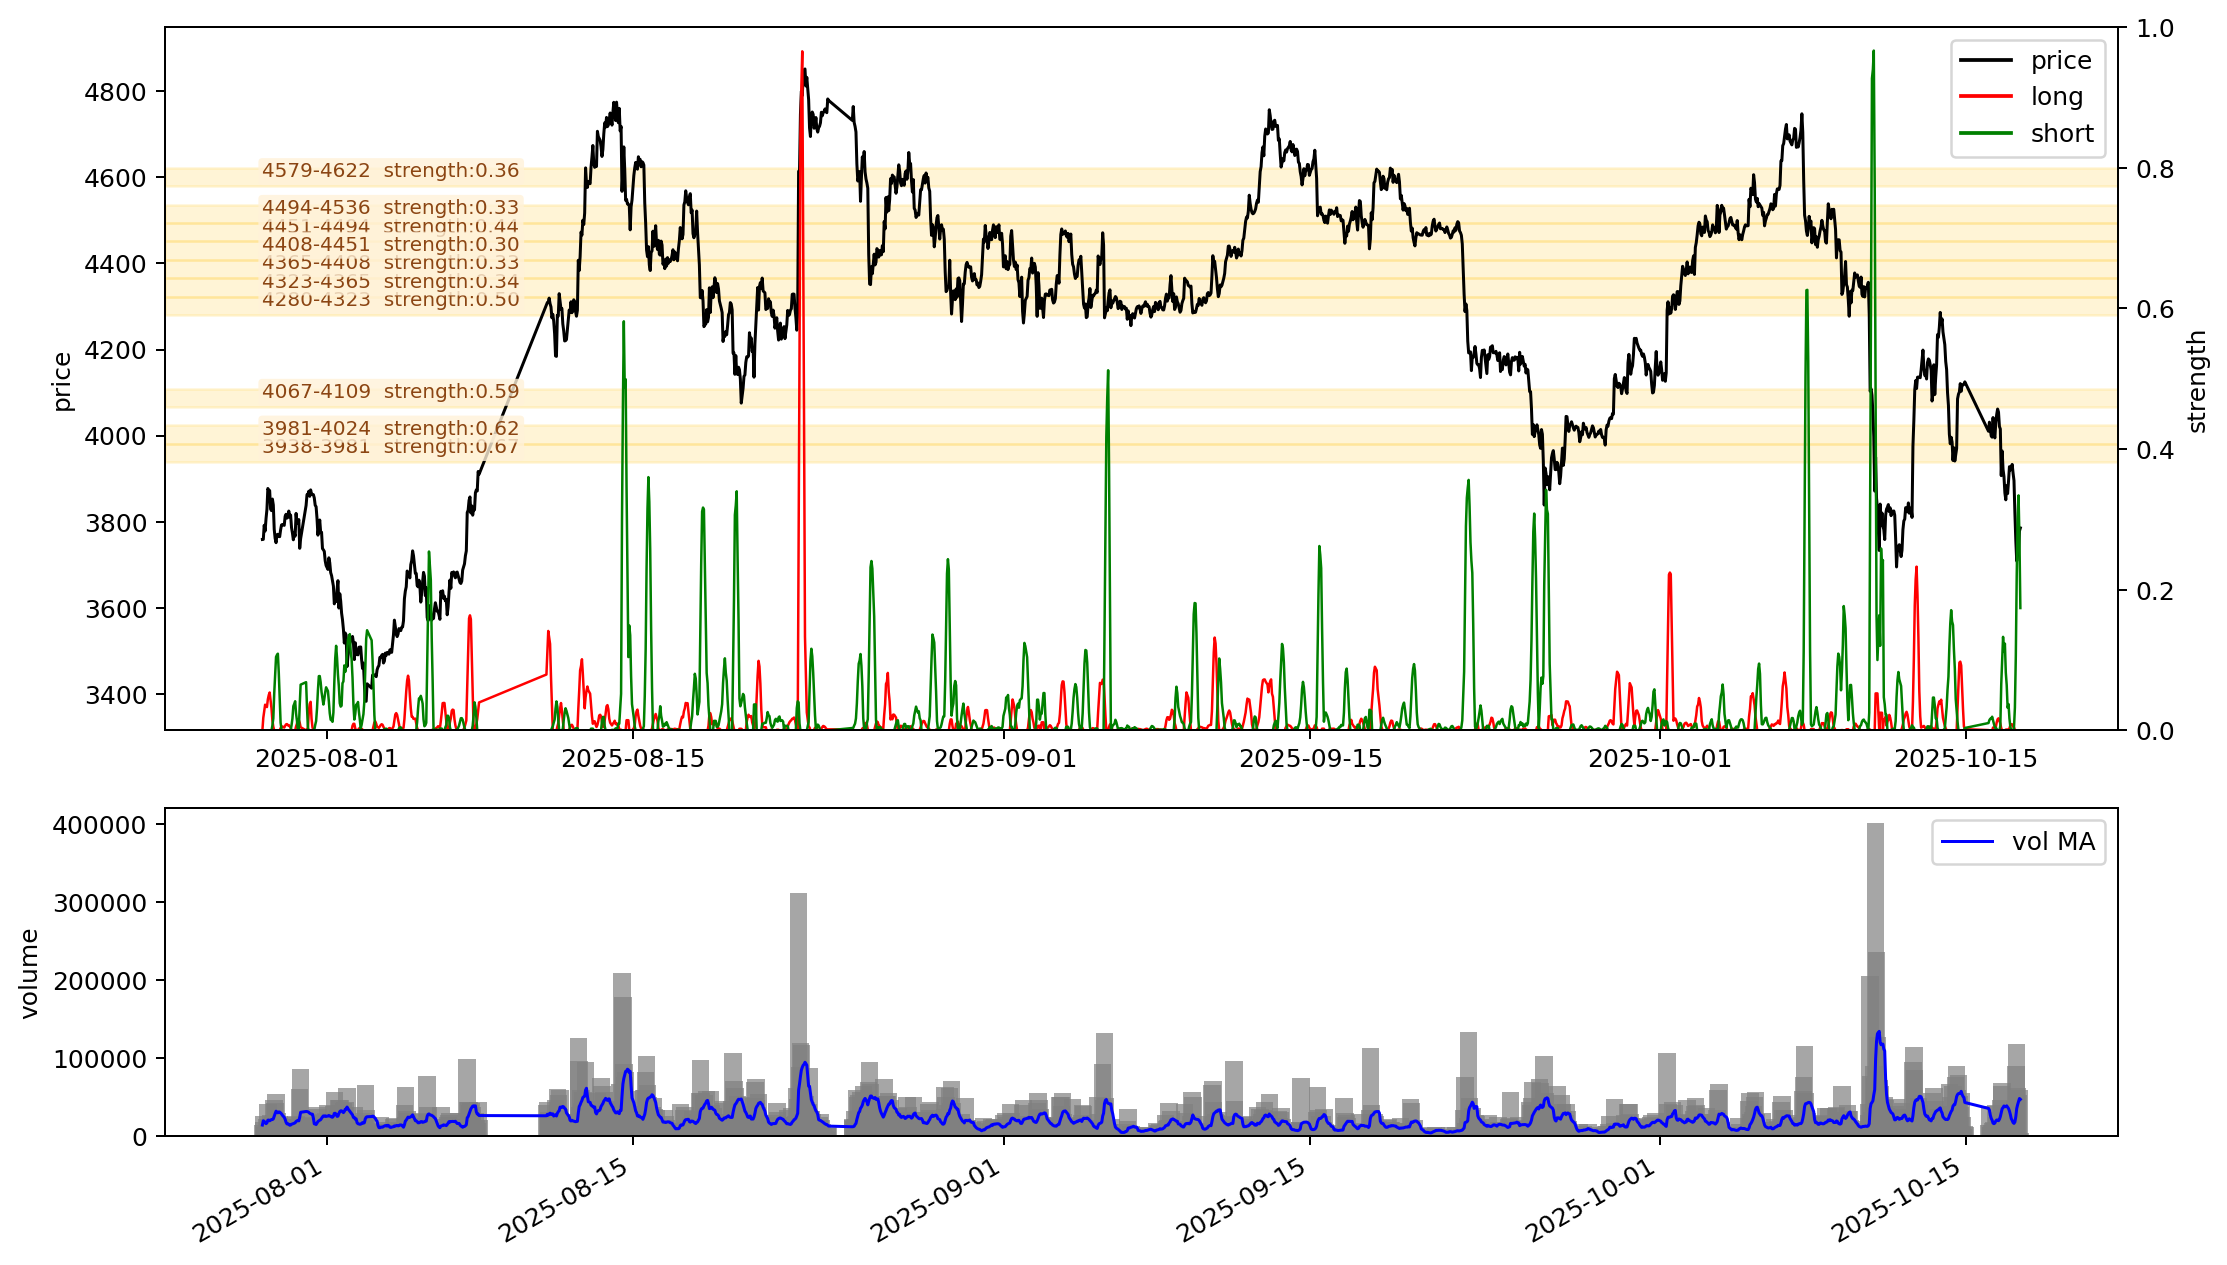 price
long
short
4800
4600
4400
4200
4000
3800
3600
3400
price
1.0
0.8
0.6
0.4
0.2
0.0
strength
4579-4622  strength:0.36
4494-4536  strength:0.33
4451-4494  strength:0.44
4408-4451  strength:0.30
4365-4408  strength:0.33
4323-4365  strength:0.34
4280-4323  strength:0.50
4067-4109  strength:0.59
3981-4024  strength:0.62
3938-3981  strength:0.67
2025-08-01
2025-08-15
2025-09-01
2025-09-15
2025-10-01
2025-10-15
vol MA
400000
300000
200000
100000
0
volume
2025-08-01
2025-08-15
2025-09-01
2025-09-15
2025-10-01
2025-10-15